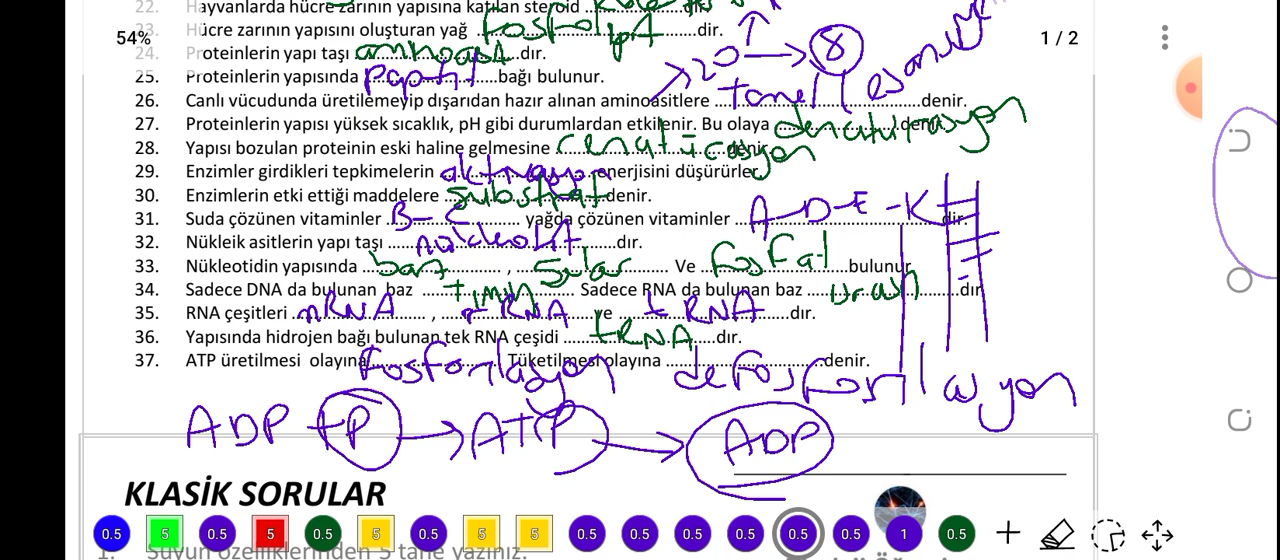 22. Hayvanlarda hücre zarının yapısına katılan steroid ..........dir.
54% 1 / 2
23. Hücre zarının yapısını oluşturan yağ fosfolipit dir.
24. Proteinlerin yapı taşı aminoasit dır.
25. Proteinlerin yapısında peptit bağı bulunur. 20 → 8
26. Canlı vücudunda üretilemeyip dışarıdan hazır alınan aminoasitlere temel esansiyel denir.
27. Proteinlerin yapısı yüksek sıcaklık, pH gibi durumlardan etkilenir. Bu olaya denatürasyon denir.
28. Yapısı bozulan proteinin eski haline gelmesine renatürasyon denir.
29. Enzimler girdikleri tepkimelerin aktivasyon enerjisini düşürürler.
30. Enzimlerin etki ettiği maddelere substrat denir.
31. Suda çözünen vitaminler B-C yağda çözünen vitaminler A-D-E-K dir.
32. Nükleik asitlerin yapı taşı nükleotit dır.
33. Nükleotidin yapısında baz , şeker Ve fosfat bulunur.
34. Sadece DNA da bulunan baz timin Sadece RNA da bulunan baz urasil dir.
35. RNA çeşitleri mRNA , rRNA ve tRNA dır.
36. Yapısında hidrojen bağı bulunan tek RNA çeşidi tRNA dır.
37. ATP üretilmesi olayına fosforilasyon Tüketilmesi olayına defosforilasyon denir.
ADP + P → ATP → ADP
KLASİK SORULAR
0.5 5 0.5 5 0.5 5 0.5 5 5 0.5 0.5 0.5 0.5 0.5 0.5 1 0.5
1. Suyun özelliklerinden 5 tane yazınız.